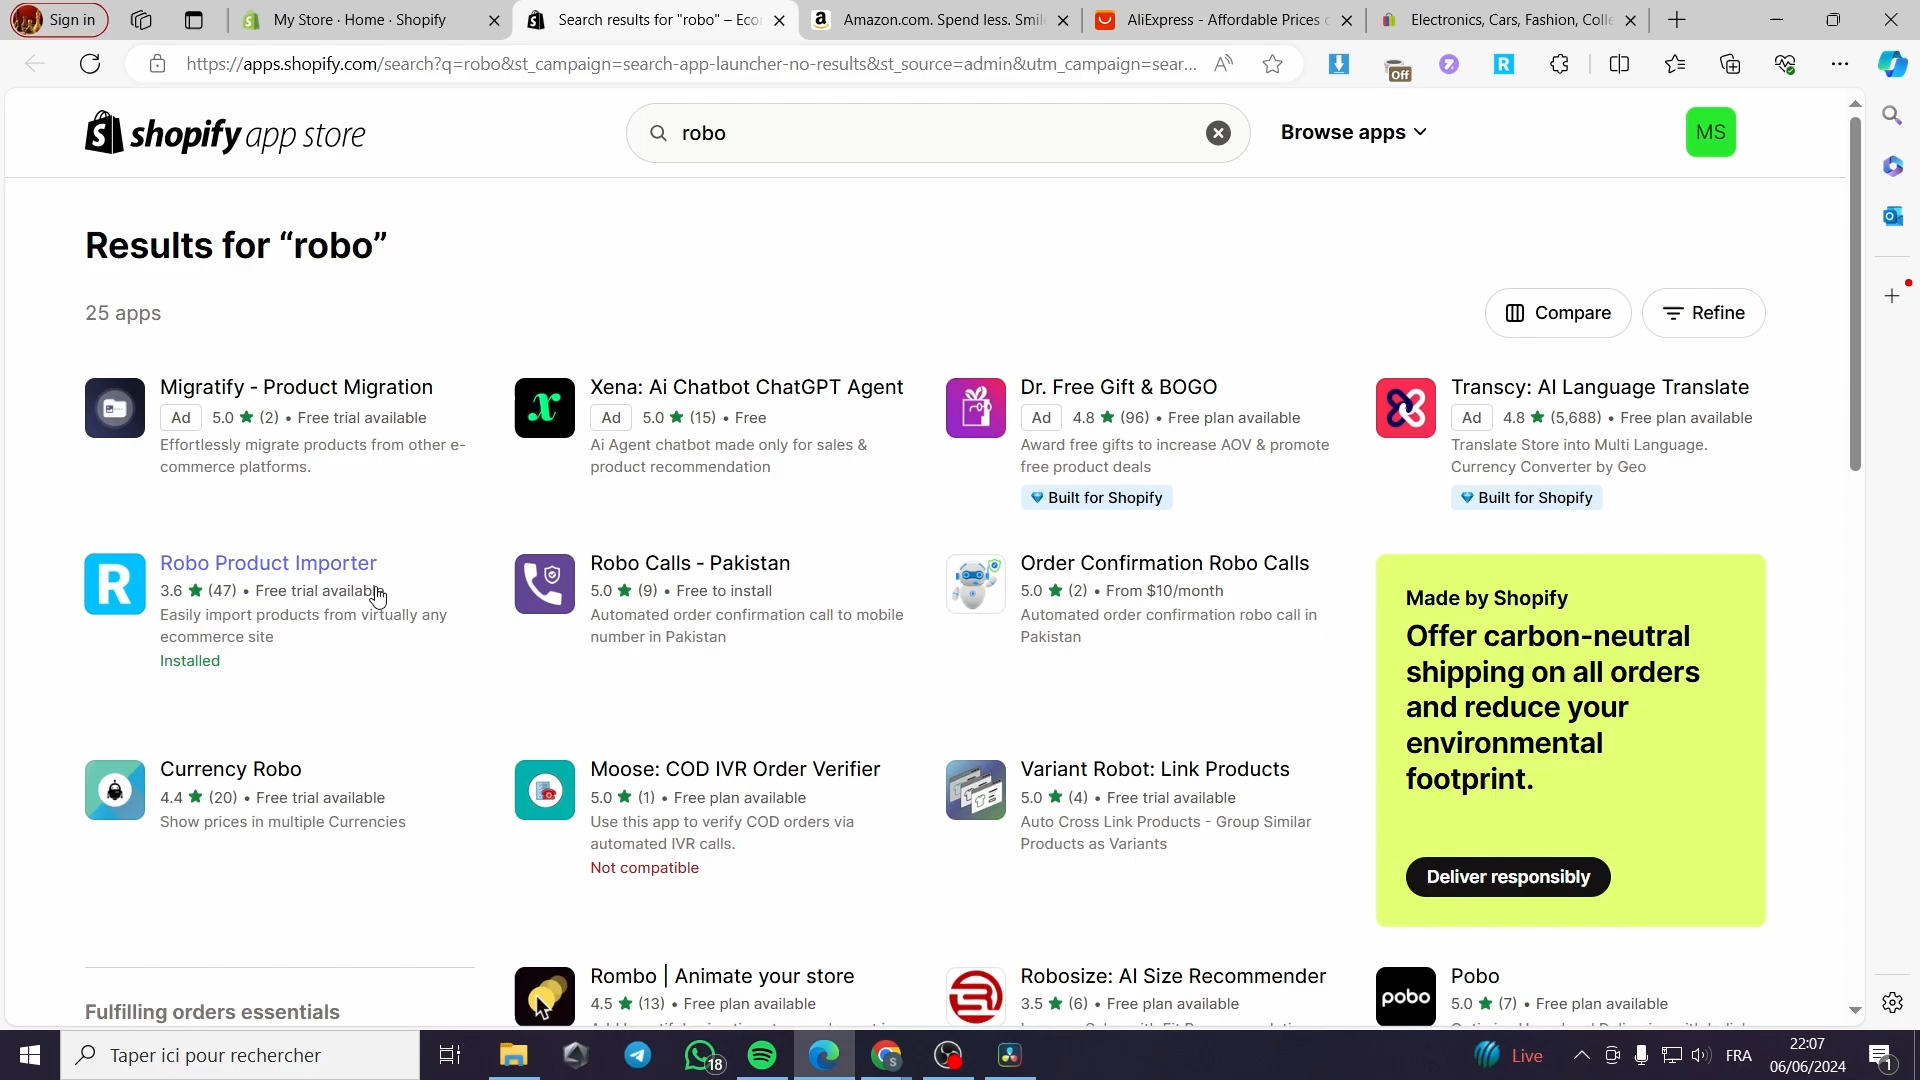 Sign in
My Store · Home · Shopify
Search results for "robo" – Eco
Amazon.com. Spend less. Smil
AliExpress - Affordable Prices
Electronics, Cars, Fashion, Colle
https://apps.shopify.com/search?q=robo&st_campaign=search-app-launcher-no-results&st_source=admin&utm_campaign=sear...
Off
shopify app store
robo
Browse apps
MS
Results for “robo”
25 apps
Compare
Refine
Migratify - Product Migration
Ad 5.0 ★ (2) • Free trial available
Effortlessly migrate products from other e-
commerce platforms.
Xena: Ai Chatbot ChatGPT Agent
Ad 5.0 ★ (15) • Free
Ai Agent chatbot made only for sales &
product recommendation
Dr. Free Gift & BOGO
Ad 4.8 ★ (96) • Free plan available
Award free gifts to increase AOV & promote
free product deals
Built for Shopify
Transcy: AI Language Translate
Ad 4.8 ★ (5,688) • Free plan available
Translate Store into Multi Language.
Currency Converter by Geo
Built for Shopify
R
Robo Product Importer
3.6 ★ (47) • Free trial available
Easily import products from virtually any
ecommerce site
Installed
Robo Calls - Pakistan
5.0 ★ (9) • Free to install
Automated order confirmation call to mobile
number in Pakistan
Order Confirmation Robo Calls
5.0 ★ (2) • From $10/month
Automated order confirmation robo call in
Pakistan
Made by Shopify
Offer carbon-neutral
shipping on all orders
and reduce your
environmental
footprint.
Deliver responsibly
Currency Robo
4.4 ★ (20) • Free trial available
Show prices in multiple Currencies
Moose: COD IVR Order Verifier
5.0 ★ (1) • Free plan available
Use this app to verify COD orders via
automated IVR calls.
Not compatible
Variant Robot: Link Products
5.0 ★ (4) • Free trial available
Auto Cross Link Products - Group Similar
Products as Variants
Fulfilling orders essentials
Rombo | Animate your store
4.5 ★ (13) • Free plan available
Robosize: AI Size Recommender
3.5 ★ (6) • Free plan available
pobo
Pobo
5.0 ★ (7) • Free plan available
Taper ici pour rechercher
18
Live
FRA
22:07
06/06/2024
1